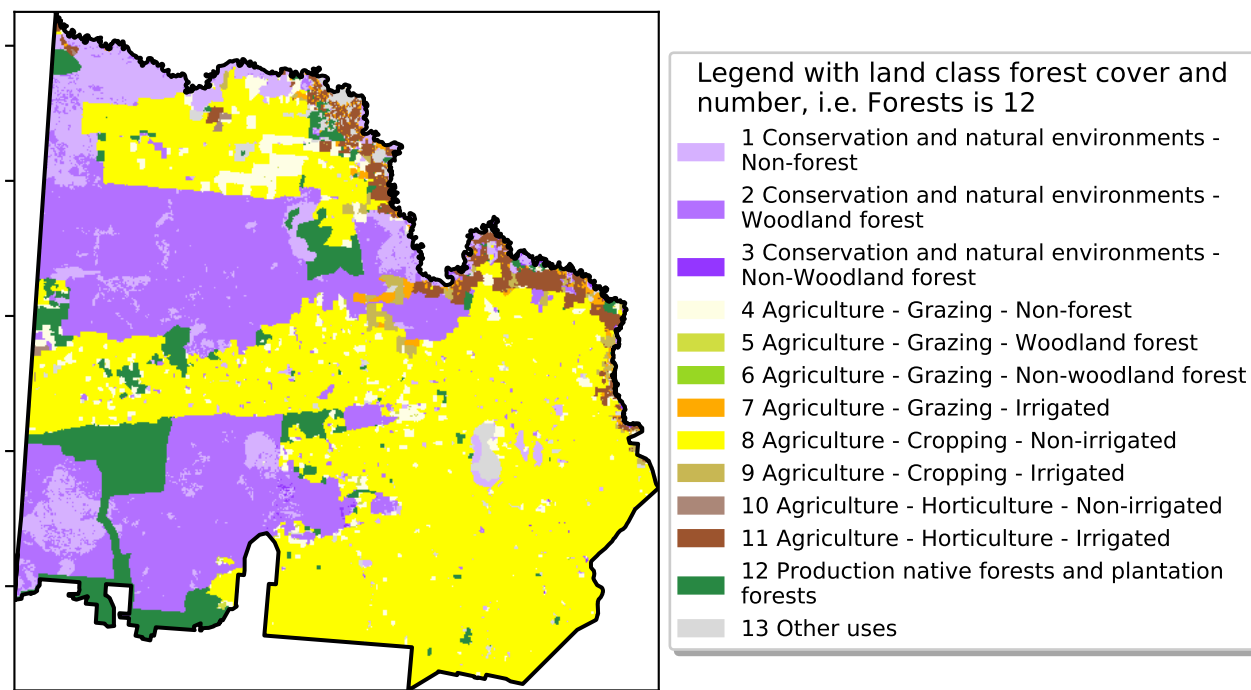 Legend with land class forest cover and
number, i.e. Forests is 12
1 Conservation and natural environments -
Non-forest
2 Conservation and natural environments -
Woodland forest
3 Conservation and natural environments -
Non-Woodland forest
4 Agriculture - Grazing - Non-forest
5 Agriculture - Grazing - Woodland forest
6 Agriculture - Grazing - Non-woodland forest
7 Agriculture - Grazing - Irrigated
8 Agriculture - Cropping - Non-irrigated
9 Agriculture - Cropping - Irrigated
10 Agriculture - Horticulture - Non-irrigated
11 Agriculture - Horticulture - Irrigated
12 Production native forests and plantation
forests
13 Other uses